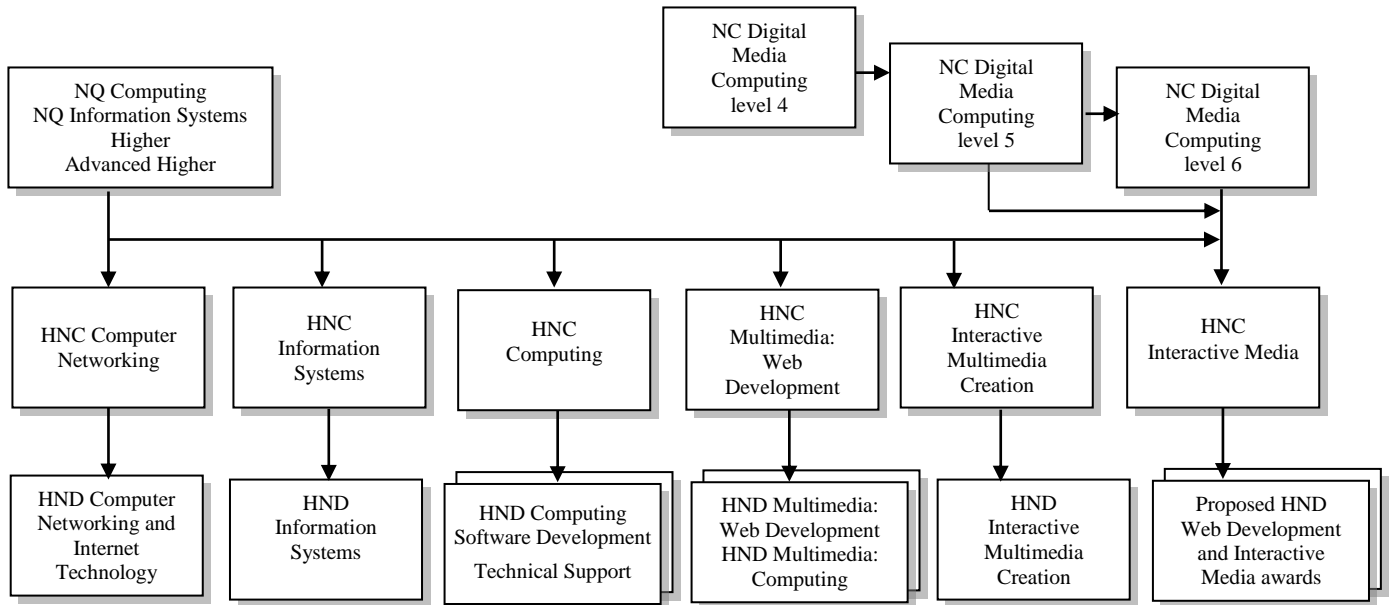 NC Digital
Media
Computing
level 4
NC Digital
Media
Computing
level 5
NC Digital
Media
Computing
level 6
NQ Computing
NQ Information Systems
Higher
Advanced Higher
HNC Computer
Networking
HNC
Information
Systems
HNC
Computing
HNC
Multimedia:
Web
Development
HNC
Interactive
Multimedia
Creation
HNC
Interactive Media
HND Computer
Networking and
Internet
Technology
HND
Information
Systems
HND Computing
Software Development
Technical Support
HND Multimedia:
Web Development
HND Multimedia:
Computing
HND
Interactive
Multimedia
Creation
Proposed HND
Web Development
and Interactive
Media awards